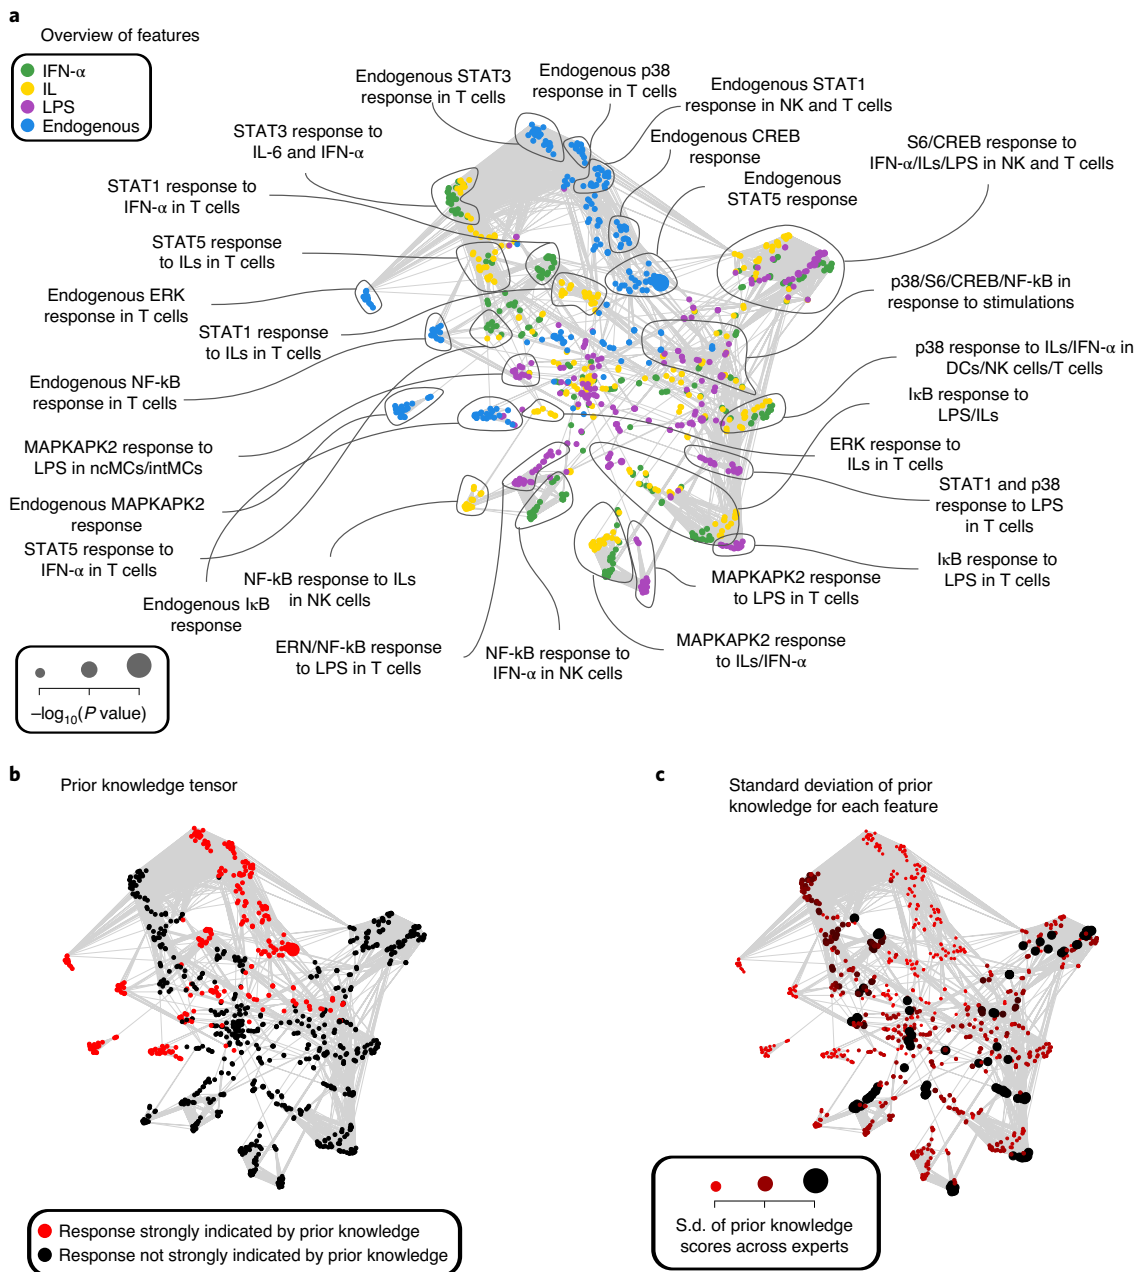 a
Overview of features
IFN-α
IL
LPS
Endogenous
Endogenous STAT3
response in T cells
Endogenous p38
response in T cells
Endogenous STAT1
response in NK and T cells
STAT3 response to
IL-6 and IFN-α
Endogenous CREB
response
S6/CREB response to
IFN-α/ILs/LPS in NK and T cells
STAT1 response to
IFN-α in T cells
Endogenous
STAT5 response
STAT5 response
to ILs in T cells
p38/S6/CREB/NF-kB in
response to stimulations
Endogenous ERK
response in T cells
STAT1 response
to ILs in T cells
p38 response to ILs/IFN-α in
DCs/NK cells/T cells
Endogenous NF-kB
response in T cells
IκB response to
LPS/ILs
MAPKAPK2 response to
LPS in ncMCs/intMCs
ERK response to
ILs in T cells
Endogenous MAPKAPK2
response
STAT1 and p38
response to LPS
in T cells
STAT5 response to
IFN-α in T cells
IκB response to
LPS in T cells
NF-kB response to ILs
in NK cells
MAPKAPK2 response
to LPS in T cells
Endogenous IκB
response
ERN/NF-kB response
to LPS in T cells
NF-kB response to
IFN-α in NK cells
MAPKAPK2 response
to ILs/IFN-α
–log10(P value)
b
Prior knowledge tensor
Response strongly indicated by prior knowledge
Response not strongly indicated by prior knowledge
c
Standard deviation of prior
knowledge for each feature
S.d. of prior knowledge
scores across experts